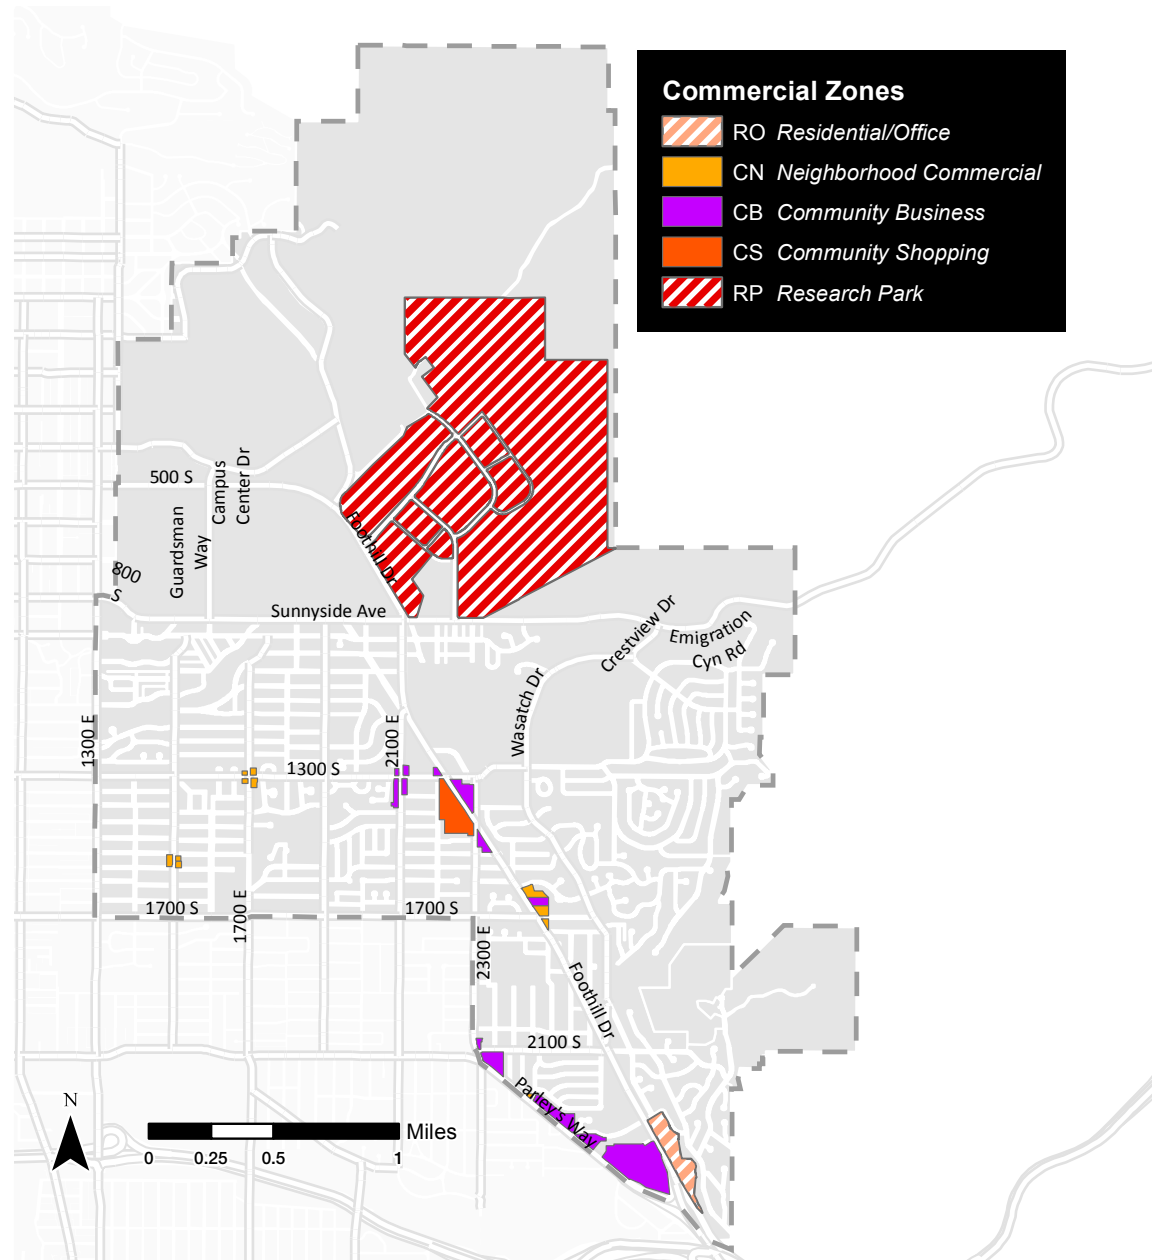 Commercial Zones
RO Residential/Office
CN Neighborhood Commercial
CB Community Business
CS Community Shopping
RP Research Park
500 S
Campus
Center Dr
Guardsman
Way
Foothill Dr
800
S
Sunnyside Ave
Crestview Dr
Emigration
Cyn Rd
Wasatch Dr
1300 E
2100 E
1300 S
1700 S
1700 E
1700 S
2300 E
Foothill Dr
2100 S
Parley's Way
N
Miles
0 0.25 0.5 1